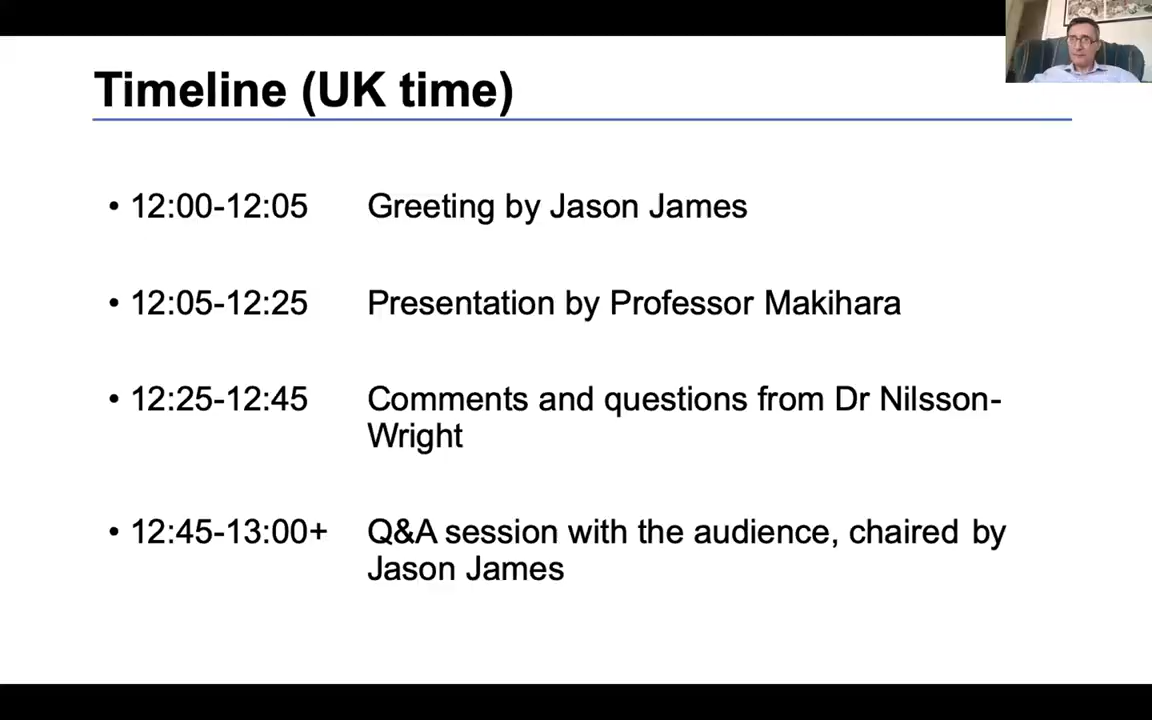 Timeline (UK time)
• 12:00-12:05 Greeting by Jason James
• 12:05-12:25 Presentation by Professor Makihara
• 12:25-12:45 Comments and questions from Dr Nilsson-
Wright
• 12:45-13:00+ Q&A session with the audience, chaired by
Jason James